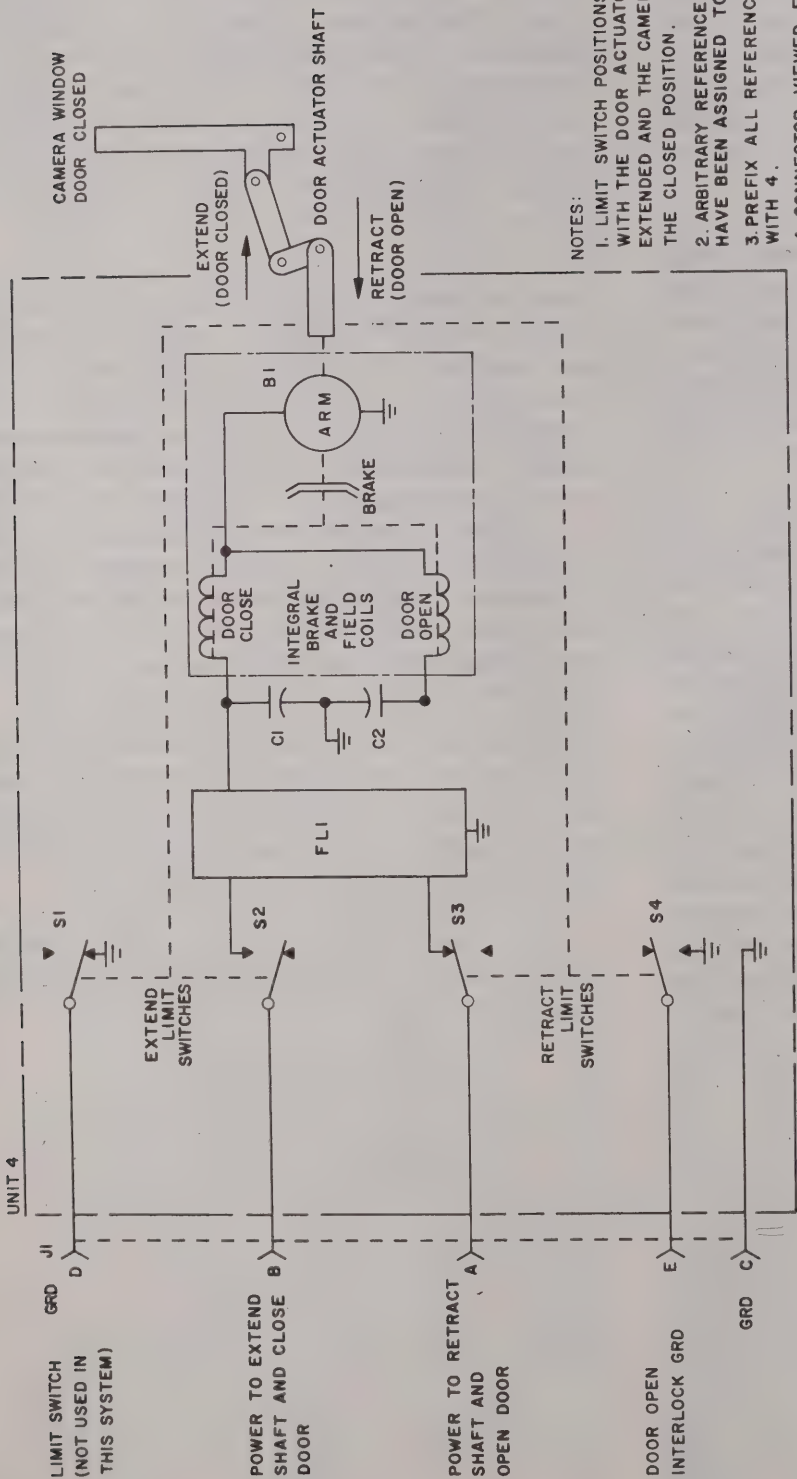 UNIT 4
LIMIT SWITCH
(NOT USED IN
THIS SYSTEM)
GRD
J1
D
POWER TO EXTEND
SHAFT AND CLOSE
DOOR
B
POWER TO RETRACT
SHAFT AND
OPEN DOOR
A
DOOR OPEN
INTERLOCK GRD
E
GRD
C
S1
EXTEND
LIMIT
SWITCHES
S2
S3
RETRACT
LIMIT
SWITCHES
S4
FL1
C1
C2
DOOR
CLOSE
INTEGRAL
BRAKE
AND
FIELD
COILS
DOOR
OPEN
BRAKE
B1
ARM
EXTEND
(DOOR CLOSED)
RETRACT
(DOOR OPEN)
CAMERA WINDOW
DOOR CLOSED
DOOR ACTUATOR SHAFT
NOTES:
1. LIMIT SWITCH POSITIONS
WITH THE DOOR ACTUATO
EXTENDED AND THE CAMER
THE CLOSED POSITION.
2. ARBITRARY REFERENCE
HAVE BEEN ASSIGNED TO
3. PREFIX ALL REFERENC
WITH 4.